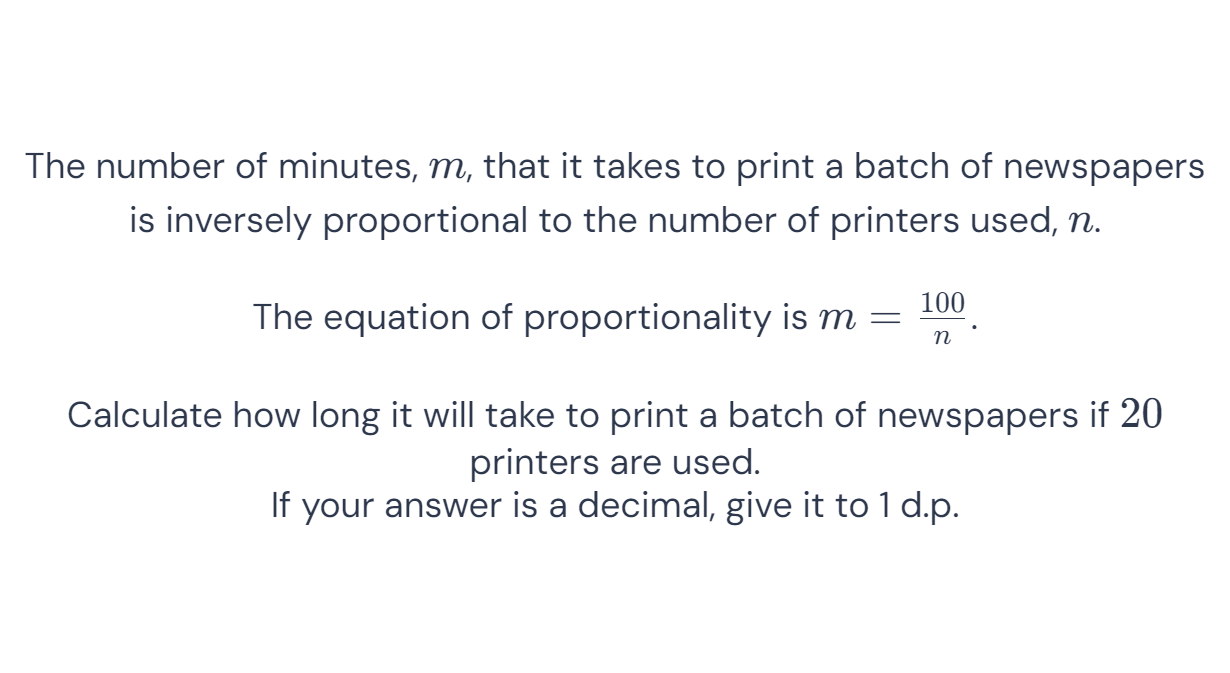 The number of minutes, m, that it takes to print a batch of newspapers
is inversely proportional to the number of printers used, n.
The equation of proportionality is m = 100/n.
Calculate how long it will take to print a batch of newspapers if 20
printers are used.
If your answer is a decimal, give it to 1 d.p.